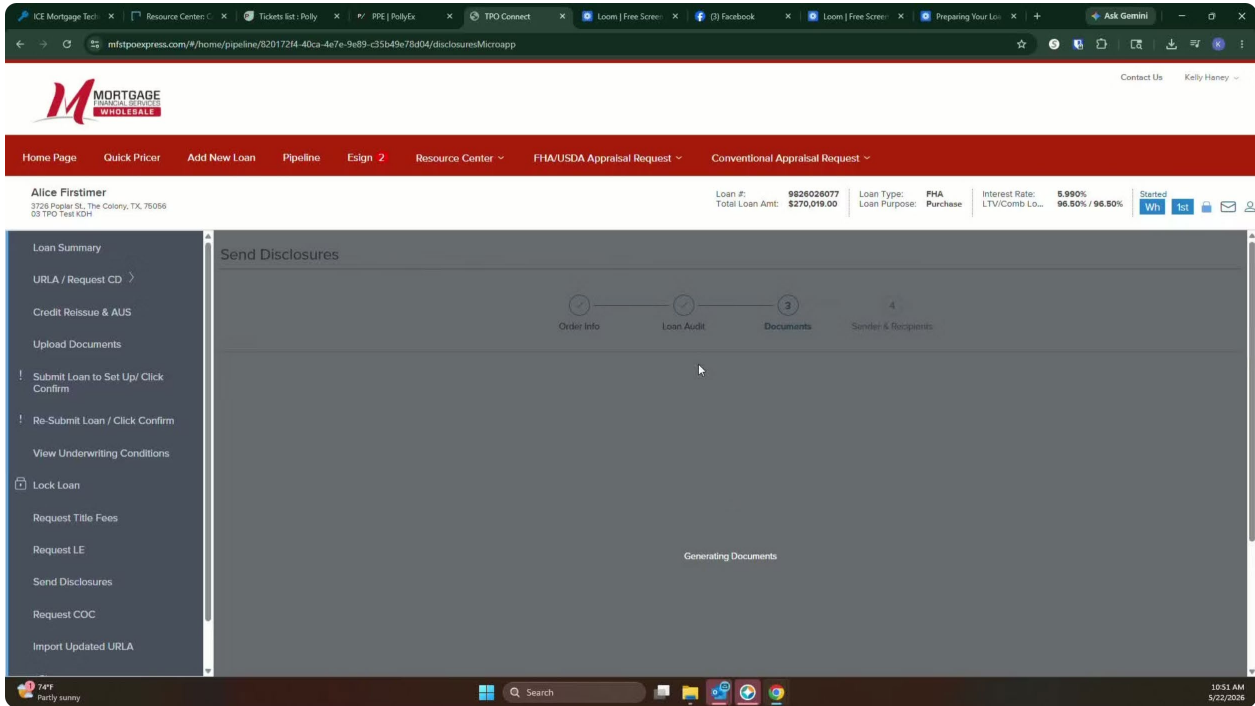 ICE Mortgage Tech
Resource Center: C
Tickets list : Polly
PPE | PollyEx
TPO Connect
Loom | Free Screen
(3) Facebook
Loom | Free Screen
Preparing Your Loa
Ask Gemini
mfstpoexpress.com/#/home/pipeline/820172f4-40ca-4e7e-9e89-c35b49e78d04/disclosuresMicroapp
K
Contact Us
Kelly Haney
M MORTGAGE
FINANCIAL SERVICES
WHOLESALE
Home Page
Quick Pricer
Add New Loan
Pipeline
Esign 2
Resource Center
FHA/USDA Appraisal Request
Conventional Appraisal Request
Alice Firstimer
3726 Poplar St., The Colony, TX, 75056
03 TPO Test KDH
Loan #: 9826026077
Total Loan Amt: $270,019.00
Loan Type: FHA
Loan Purpose: Purchase
Interest Rate: 5.990%
LTV/Comb Lo... 96.50% / 96.50%
Started
Wh 1st
Loan Summary
URLA / Request CD
Credit Reissue & AUS
Upload Documents
! Submit Loan to Set Up/ Click
Confirm
! Re-Submit Loan / Click Confirm
View Underwriting Conditions
Lock Loan
Request Title Fees
Request LE
Send Disclosures
Request COC
Import Updated URLA
Send Disclosures
3
4
Order Info
Loan Audit
Documents
Sender & Recipients
Generating Documents
1
74°F
Partly sunny
Search
10:51 AM
5/22/2026